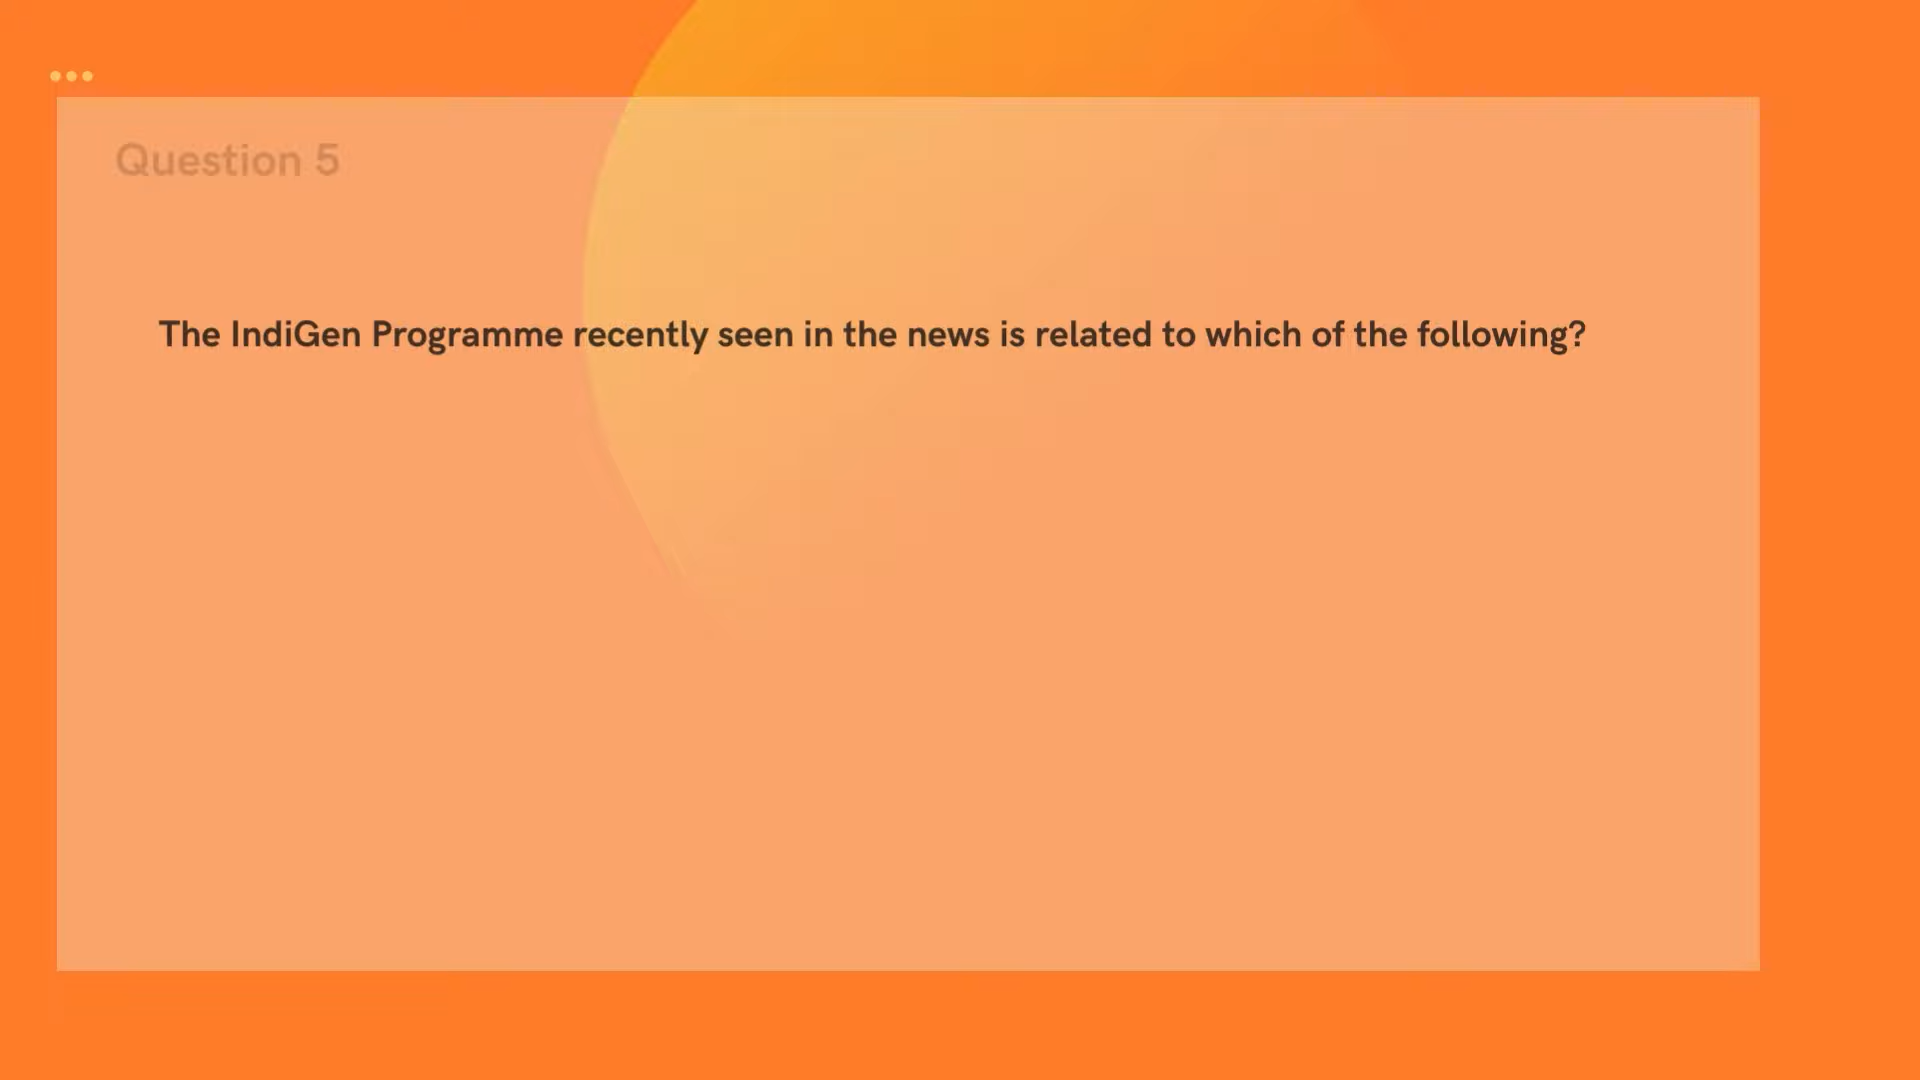 Question 5
The IndiGen Programme recently seen in the news is related to which of the following?